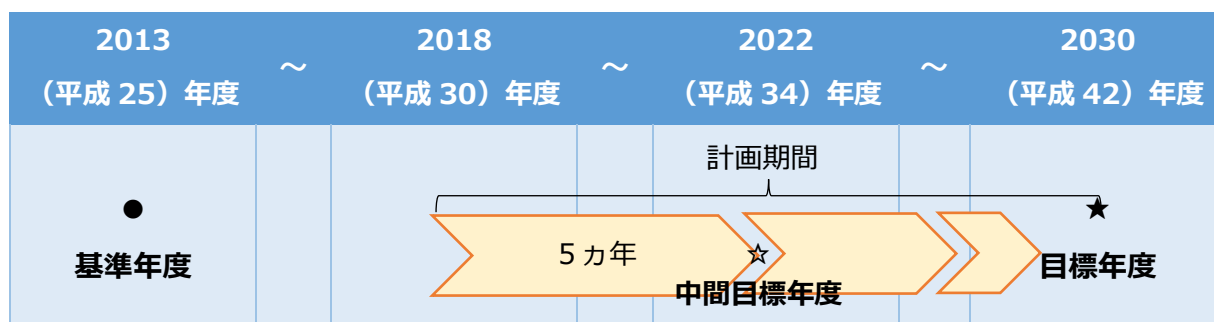 2013 ～ 2018 ～ 2022 ～ 2030
（平成 25）年度 （平成 30）年度 （平成 34）年度 （平成 42）年度
計画期間
● ★
5 ヵ年 ☆
基準年度 目標年度
中間目標年度